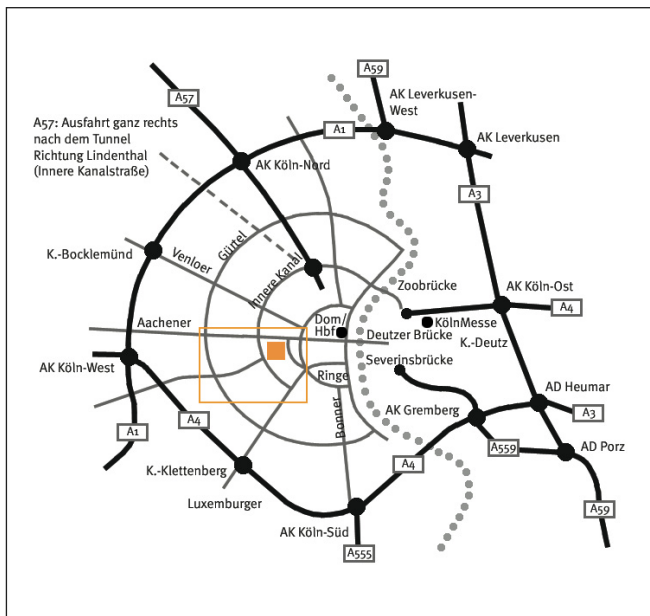 A59
A57
AK Leverkusen-
West
A57: Ausfahrt ganz rechts
nach dem Tunnel
Richtung Lindenthal
(Innere Kanalstraße)
A1
AK Leverkusen
AK Köln-Nord
A3
K.-Bocklemünd
Venloer
Gürtel
Innere Kanal
Zoobrücke
AK Köln-Ost
A4
Dom/
Hbf
KölnMesse
Aachener
Deutzer Brücke
K.-Deutz
AK Köln-West
Severinsbrücke
Ringe
AD Heumar
Bonner
AK Gremberg
A3
A4
A1
A559
AD Porz
K.-Klettenberg
A4
Luxemburger
A59
AK Köln-Süd
A555